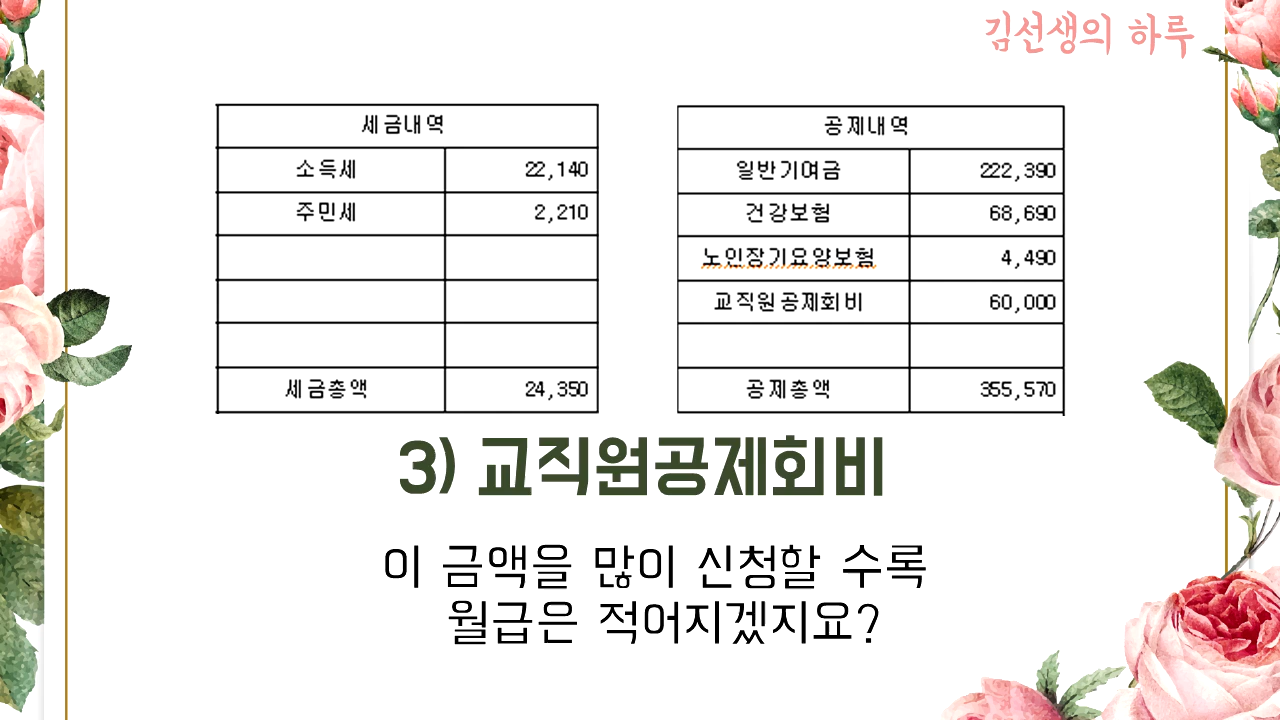 김선생의 하루
세금내역
소득세 22,140
주민세 2,210
세금총액 24,350
공제내역
일반기여금 222,390
건강보험 68,690
노인장기요양보험 4,490
교직원공제회비 60,000
공제총액 355,570
3) 교직원공제회비
이 금액을 많이 신청할 수록
월급은 적어지겠지요?